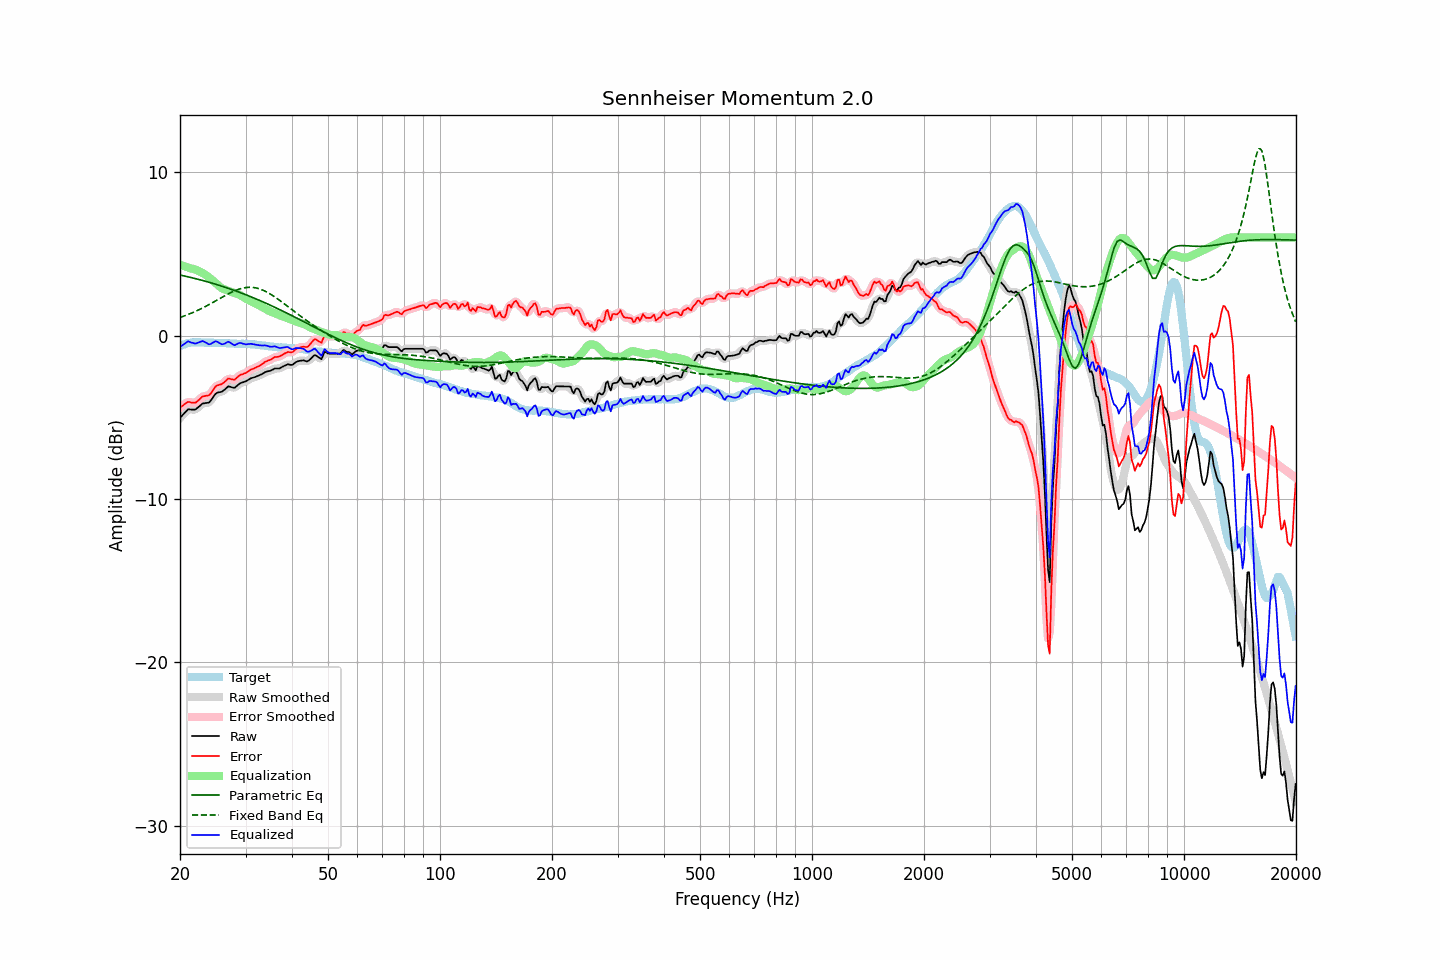 Sennheiser Momentum 2.0
Amplitude (dBr)
10
0
−10
−20
−30
Target
Raw Smoothed
Error Smoothed
Raw
Error
Equalization
Parametric Eq
Fixed Band Eq
Equalized
20 50 100 200 500 1000 2000 5000 10000 20000
Frequency (Hz)